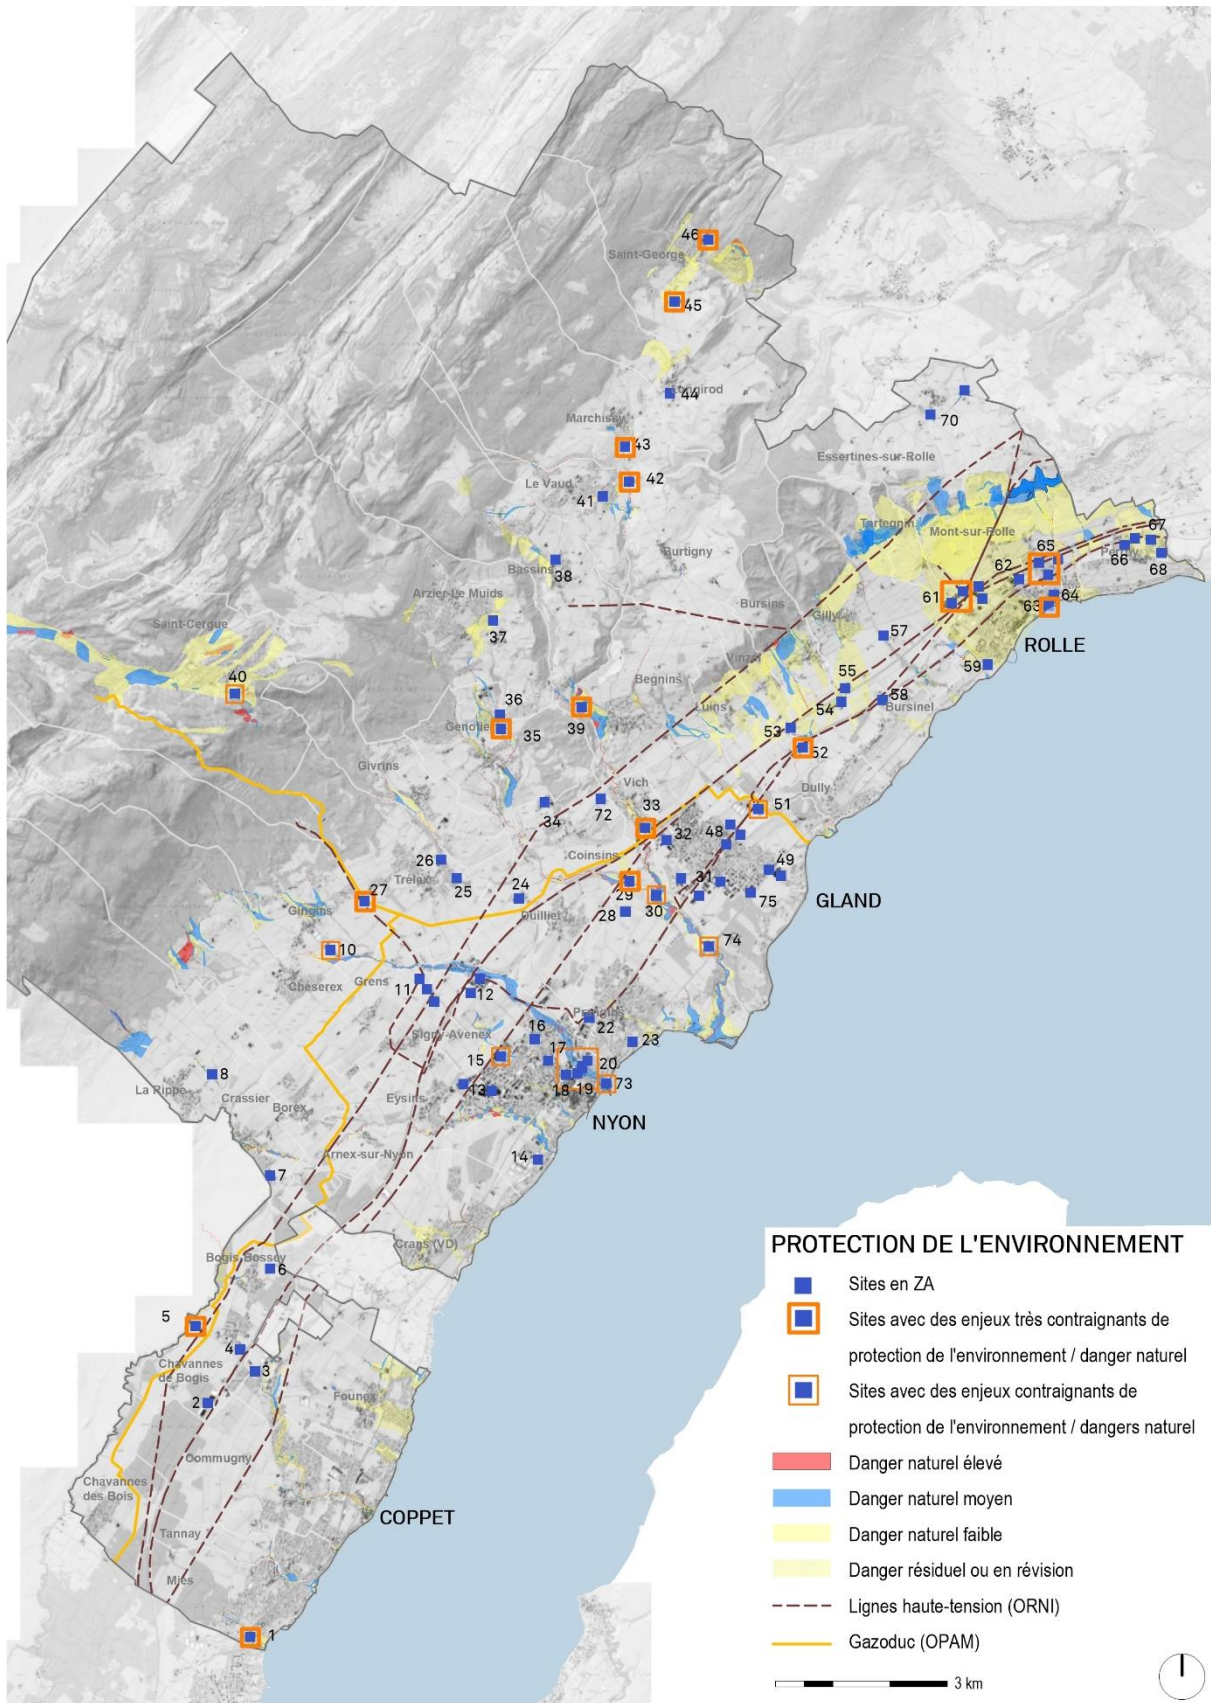 46
Saint-George
45
44
Longirod
70
Marchissy
43
Essertines-sur-Rolle
42
Le Vaud
41
Tartegnin
Mont-sur-Rolle
67
65
66
Perroy
68
Burtigny
38
Bassins
62
Arzier-Le Muids
61
64
63
Bursins
Gilly
37
Saint-Cergue
57
ROLLE
Vinzel
59
40
Begnins
55
58
36
54
Bursinel
39
Luins
Genolier
35
53
52
Givrins
Vich
Dully
34
72
33
51
48
32
Coinsins
26
49
Trélex
25
31
24
29
75
27
30
GLAND
Gingins
Duillier
28
10
74
Chéserex
Grens
11
12
Prangins
Signy-Avenex
22
16
23
15
17
20
8
La Rippe
13
18
19
73
Crassier
Borex
Eysins
NYON
Arnex-sur-Nyon
14
7
Crans (VD)
Bogis-Bossey
6
5
4
Chavannes
de Bogis
3
2
Founex
Commugny
Chavannes
des Bois
COPPET
Tannay
Mies
1
PROTECTION DE L'ENVIRONNEMENT
Sites en ZA
Sites avec des enjeux très contraignants de
protection de l'environnement / danger naturel
Sites avec des enjeux contraignants de
protection de l'environnement / dangers naturel
Danger naturel élevé
Danger naturel moyen
Danger naturel faible
Danger résiduel ou en révision
Lignes haute-tension (ORNI)
Gazoduc (OPAM)
3 km